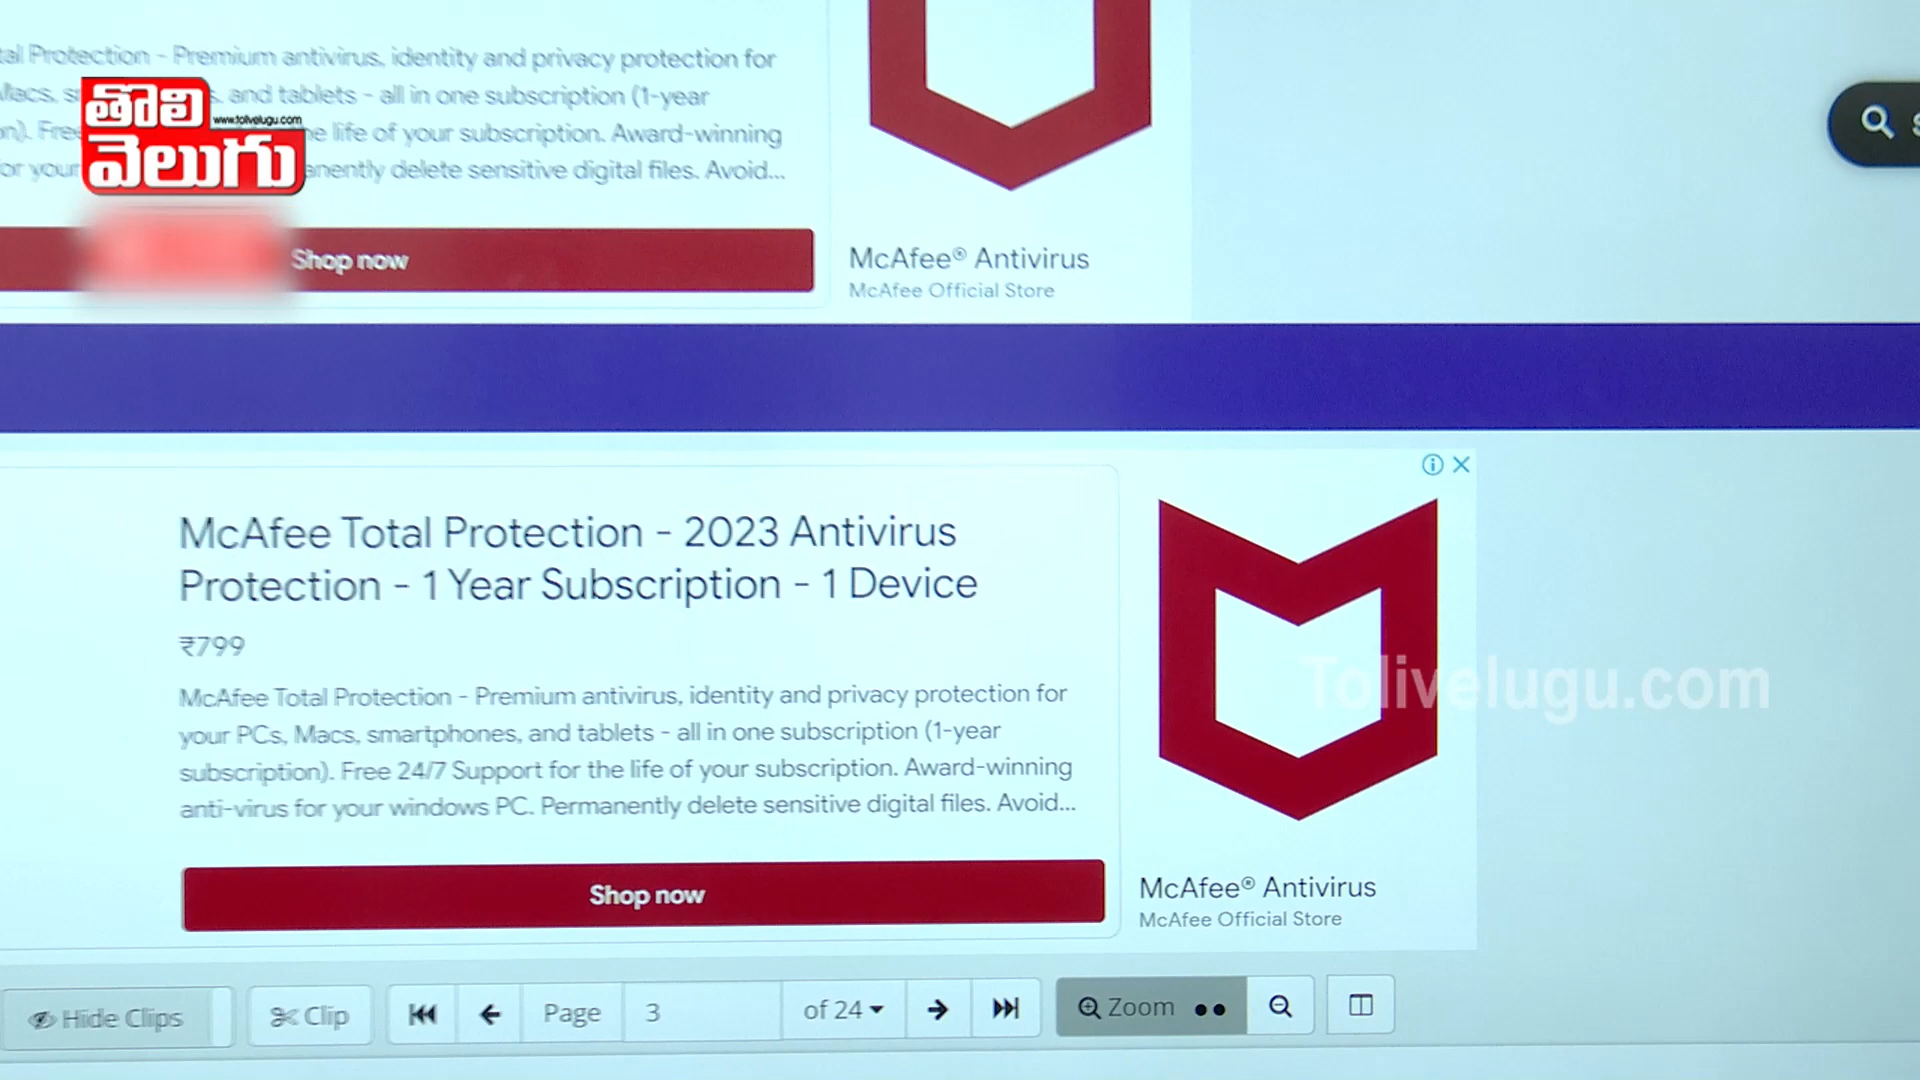 al Protection - Premium antivirus, identity and privacy protection for
Macs, s. and tablets - all in one subscription (1-year
n). Free he life of your subscription. Award-winning
or your anently delete sensitive digital files. Avoid...
తొలి
www.tolivelugu.com
వెలుగు
Shop now
McAfee® Antivirus
McAfee Official Store
McAfee Total Protection - 2023 Antivirus
Protection - 1 Year Subscription - 1 Device
₹799
McAfee Total Protection - Premium antivirus, identity and privacy protection for
your PCs, Macs, smartphones, and tablets - all in one subscription (1-year
subscription). Free 24/7 Support for the life of your subscription. Award-winning
anti-virus for your windows PC. Permanently delete sensitive digital files. Avoid...
Shop now
McAfee® Antivirus
McAfee Official Store
Tolivelugu.com
Hide Clips Clip Page 3 of 24 Zoom